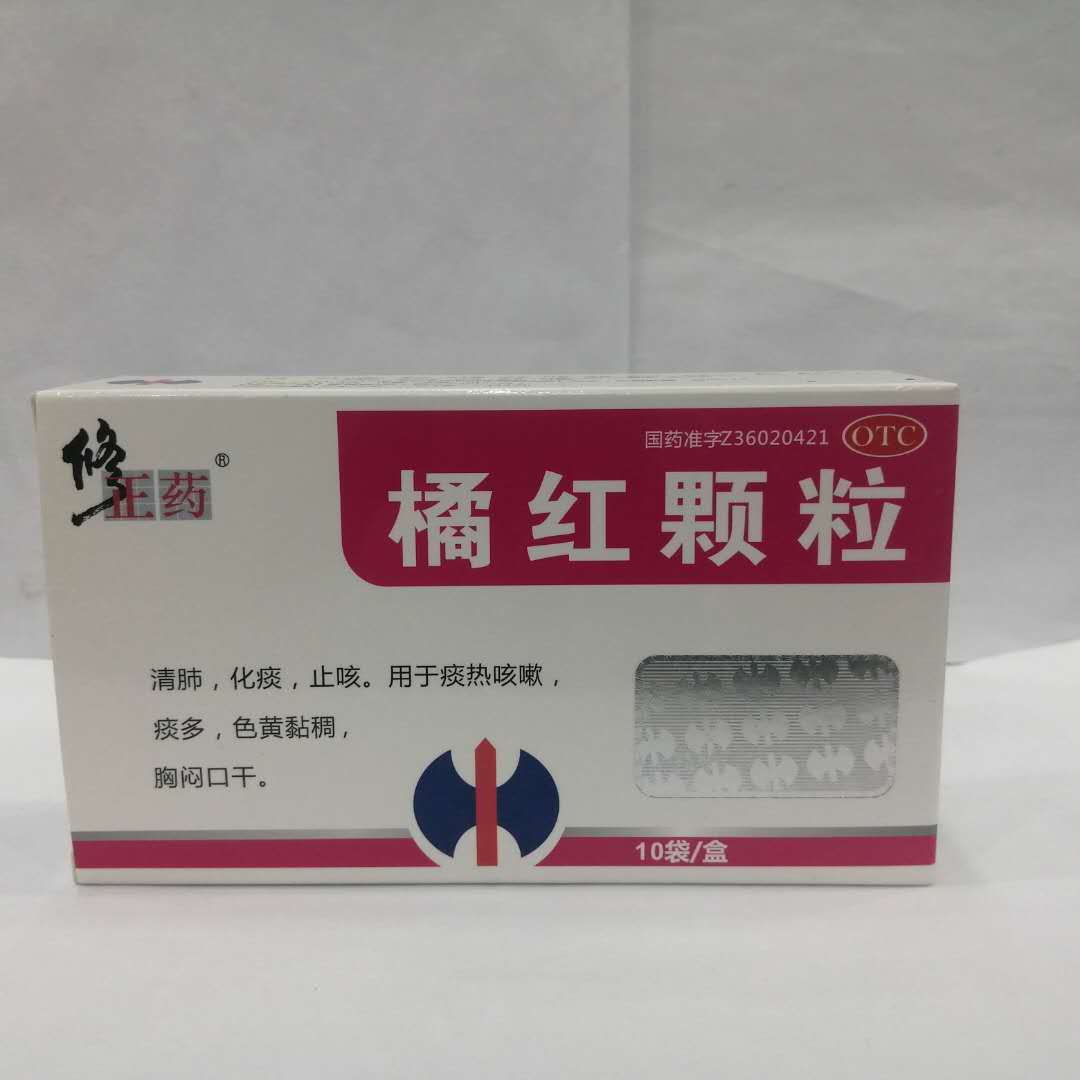 修正药®
国药准字Z36020421 OTC
橘红颗粒
清肺，化痰，止咳。用于痰热咳嗽，
痰多，色黄黏稠，
胸闷口干。
10袋/盒